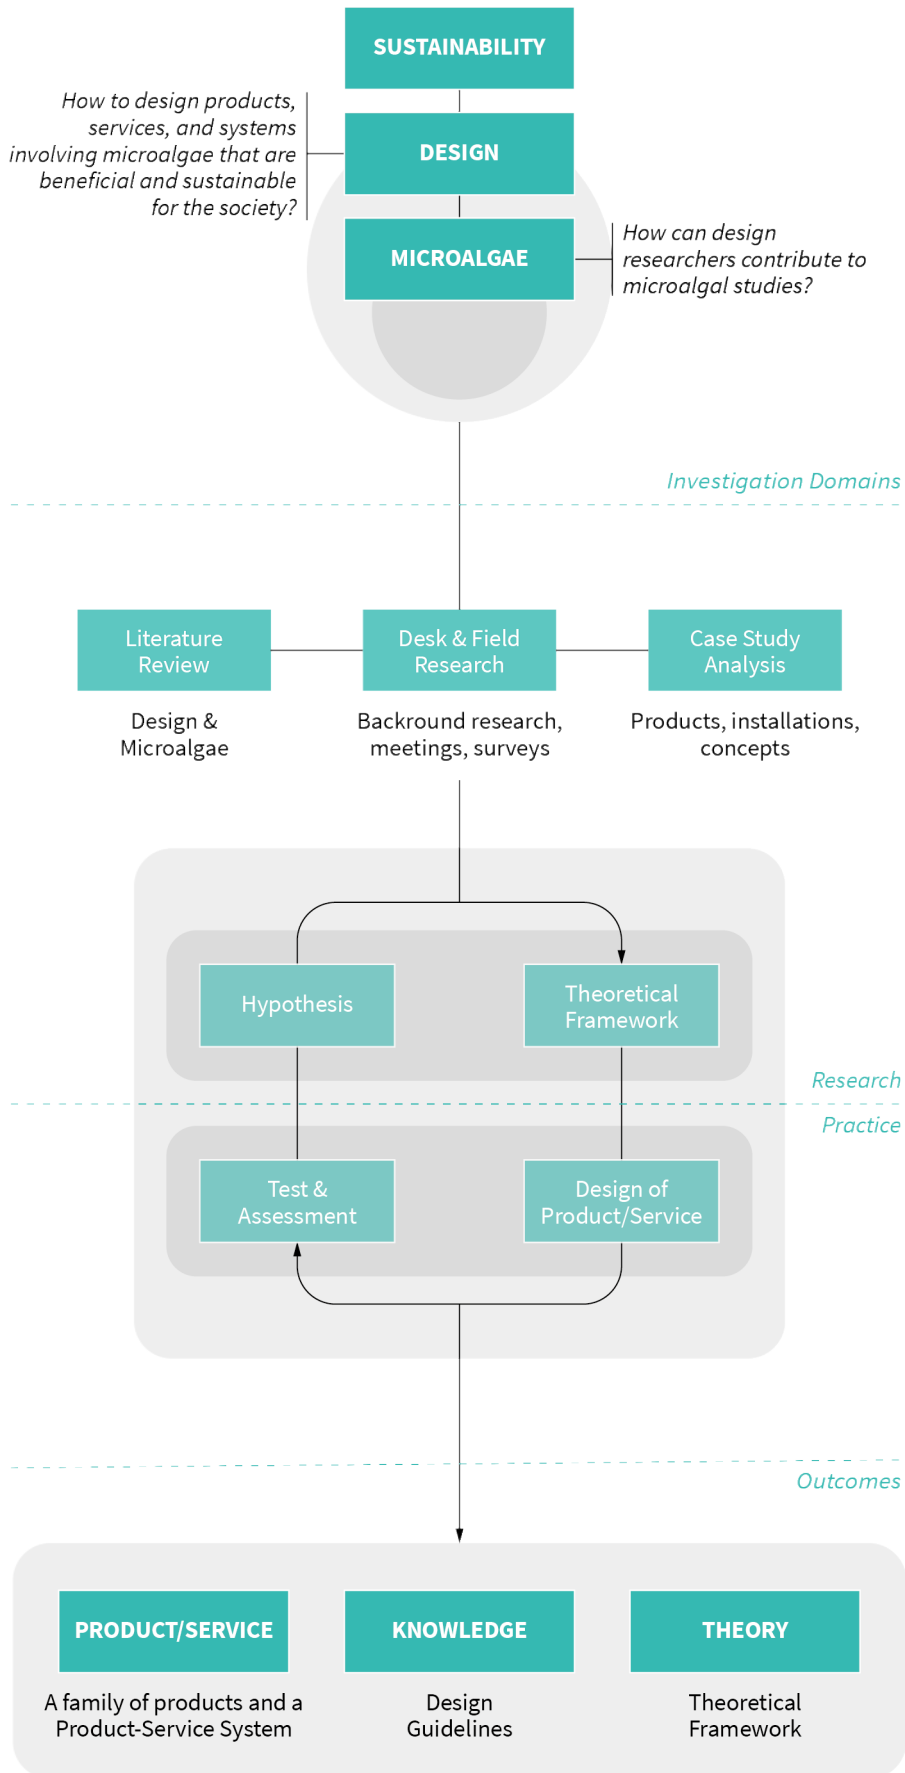 SUSTAINABILITY
How to design products,
services, and systems
involving microalgae that are
beneficial and sustainable
for the society?
DESIGN
MICROALGAE
How can design
researchers contribute to
microalgal studies?
Investigation Domains
Literature
Review
Desk & Field
Research
Case Study
Analysis
Design &
Microalgae
Backround research,
meetings, surveys
Products, installations,
concepts
Hypothesis
Theoretical
Framework
Research
Practice
Test &
Assessment
Design of
Product/Service
Outcomes
PRODUCT/SERVICE
KNOWLEDGE
THEORY
A family of products and a
Product-Service System
Design
Guidelines
Theoretical
Framework